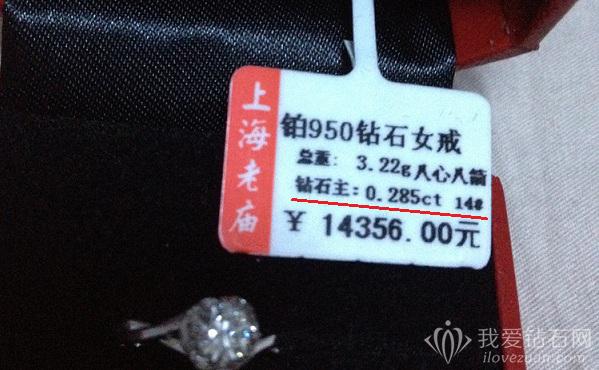 上海老庙
铂950钻石女戒
总重: 3.22g八心八箭
钻石主: 0.285ct 14#
¥ 14356.00元
我爱钻石网
ilovezuan.com